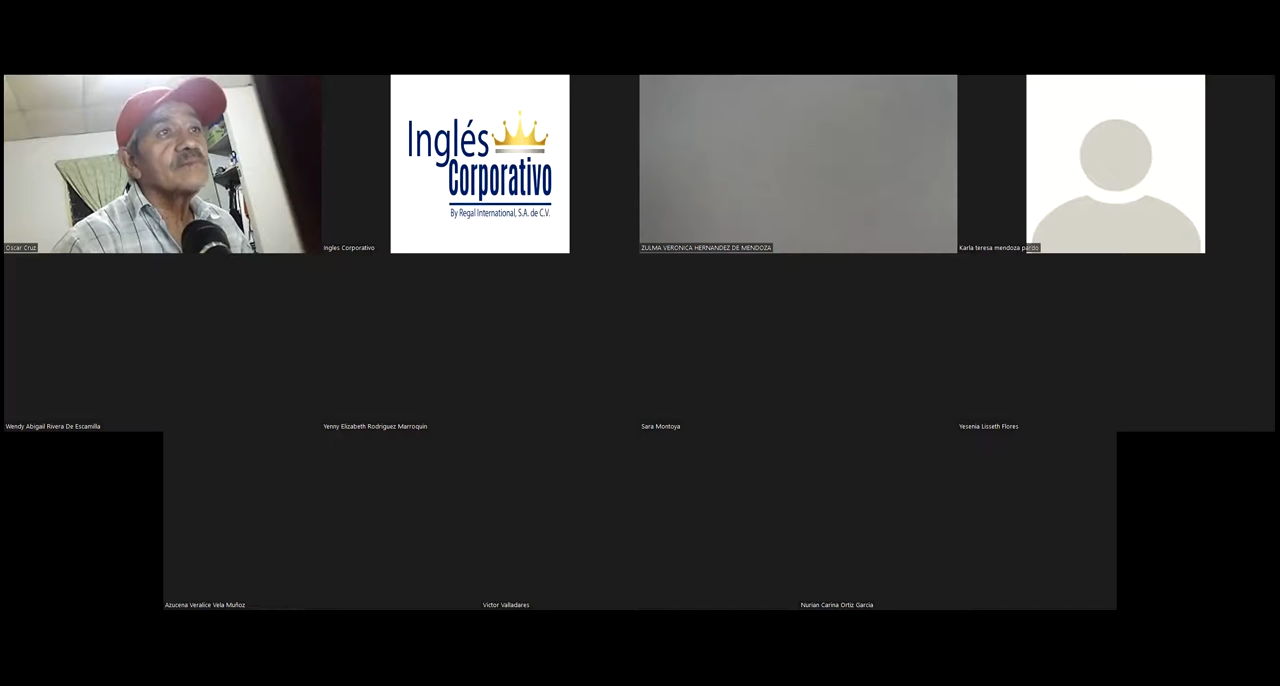 Inglés
Corporativo
By Regal International, S.A. de C.V.
Oscar Cruz
Ingles Corporativo
ZULMA VERONICA HERNANDEZ DE MENDOZA
Karla teresa mendoza pardo
Wendy Abigail Rivera De Escamilla
Yenny Elizabeth Rodriguez Marroquin
Sara Montoya
Yesenia Lisseth Flores
Azucena Veralice Vela Muñoz
Victor Valladares
Nurian Carina Ortiz Garcia